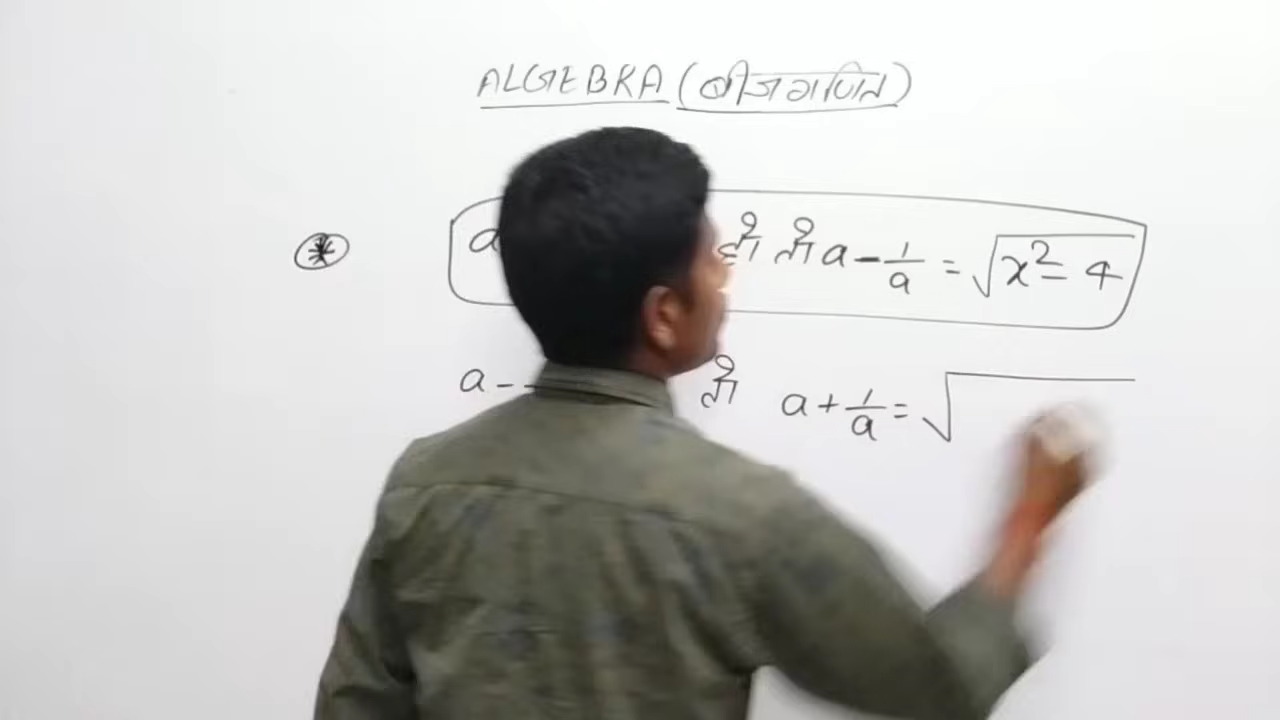 ALGEBRA (बीजगणित)
* a हो तो a - 1/a = √(x² - 4)
a - तो a + 1/a = √